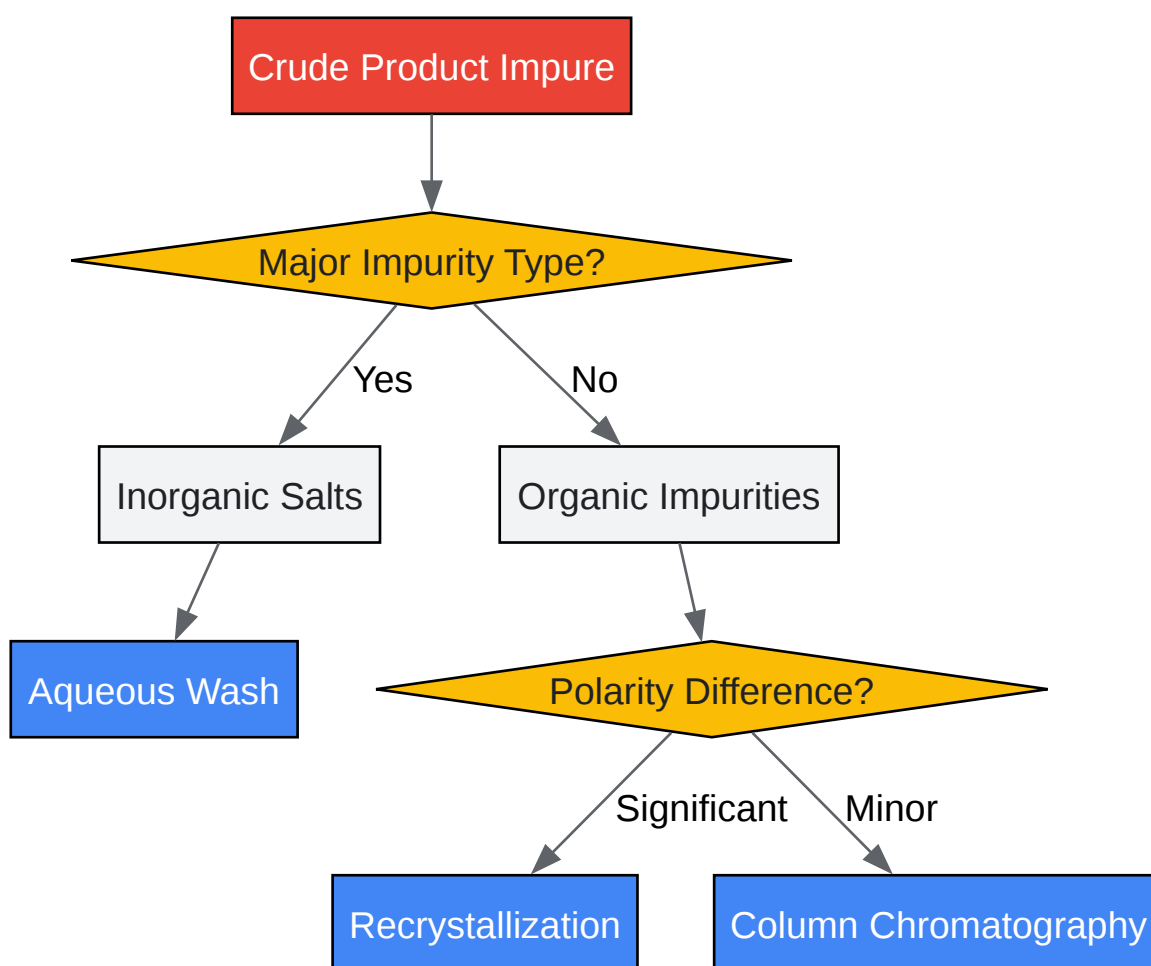 Crude Product Impure
Major Impurity Type?
Yes
No
Inorganic Salts
Organic Impurities
Aqueous Wash
Polarity Difference?
Significant
Minor
Recrystallization
Column Chromatography